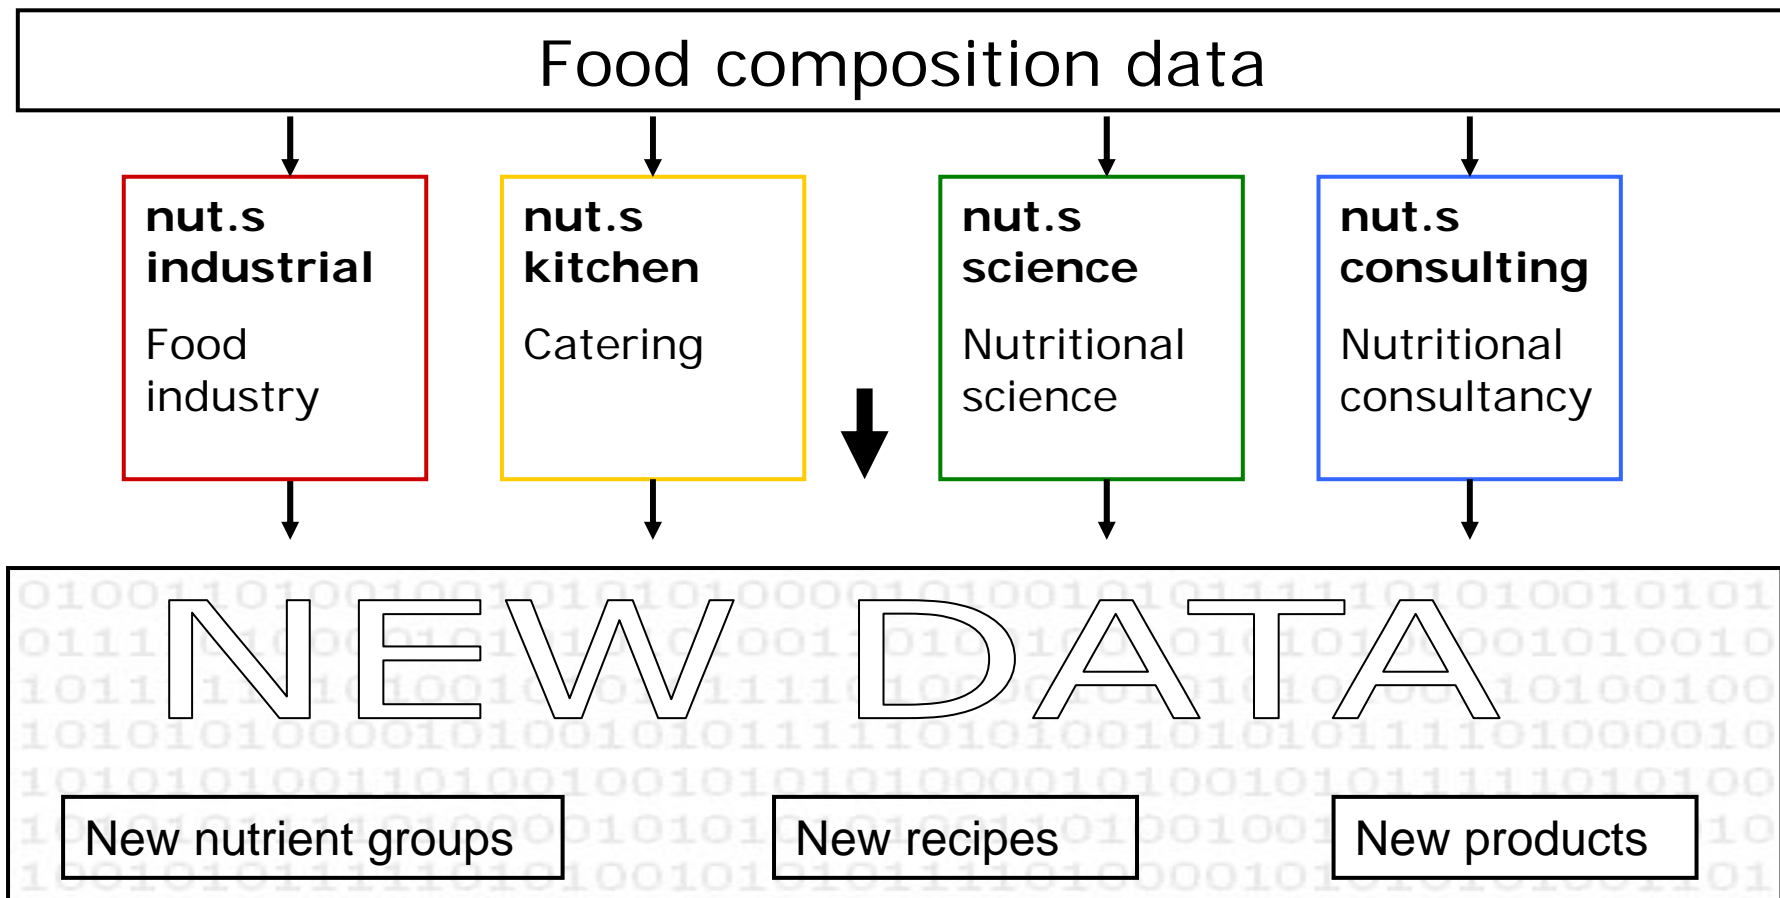 Food composition data
nut.s
industrial
Food
industry
nut.s
kitchen
Catering
nut.s
science
Nutritional
science
nut.s
consulting
Nutritional
consultancy
NEW DATA
New nutrient groups
New recipes
New products